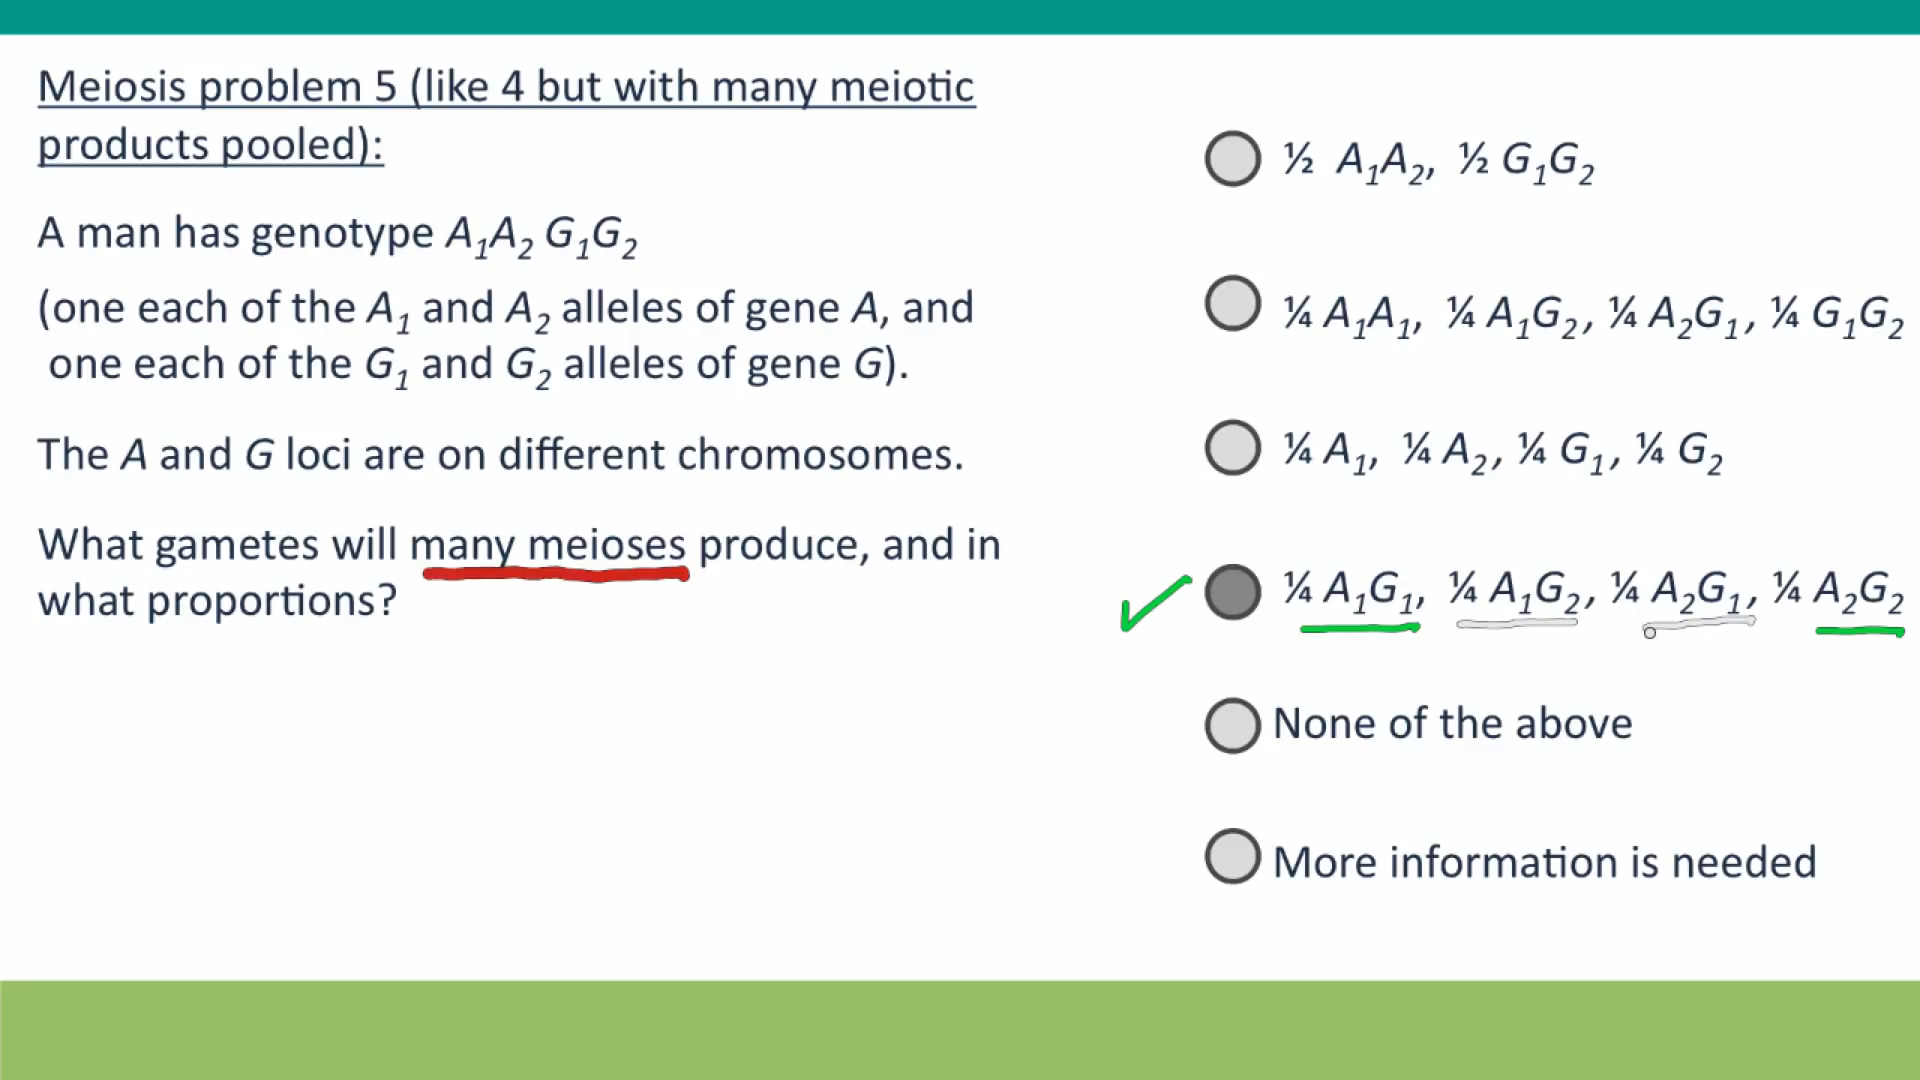 Meiosis problem 5 (like 4 but with many meiotic
products pooled):
A man has genotype A₁A₂ G₁G₂
(one each of the A₁ and A₂ alleles of gene A, and
one each of the G₁ and G₂ alleles of gene G).
The A and G loci are on different chromosomes.
What gametes will many meioses produce, and in
what proportions?
½ A₁A₂, ½ G₁G₂
¼ A₁A₁, ¼ A₁G₂, ¼ A₂G₁, ¼ G₁G₂
¼ A₁, ¼ A₂, ¼ G₁, ¼ G₂
¼ A₁G₁, ¼ A₁G₂, ¼ A₂G₁, ¼ A₂G₂
None of the above
More information is needed